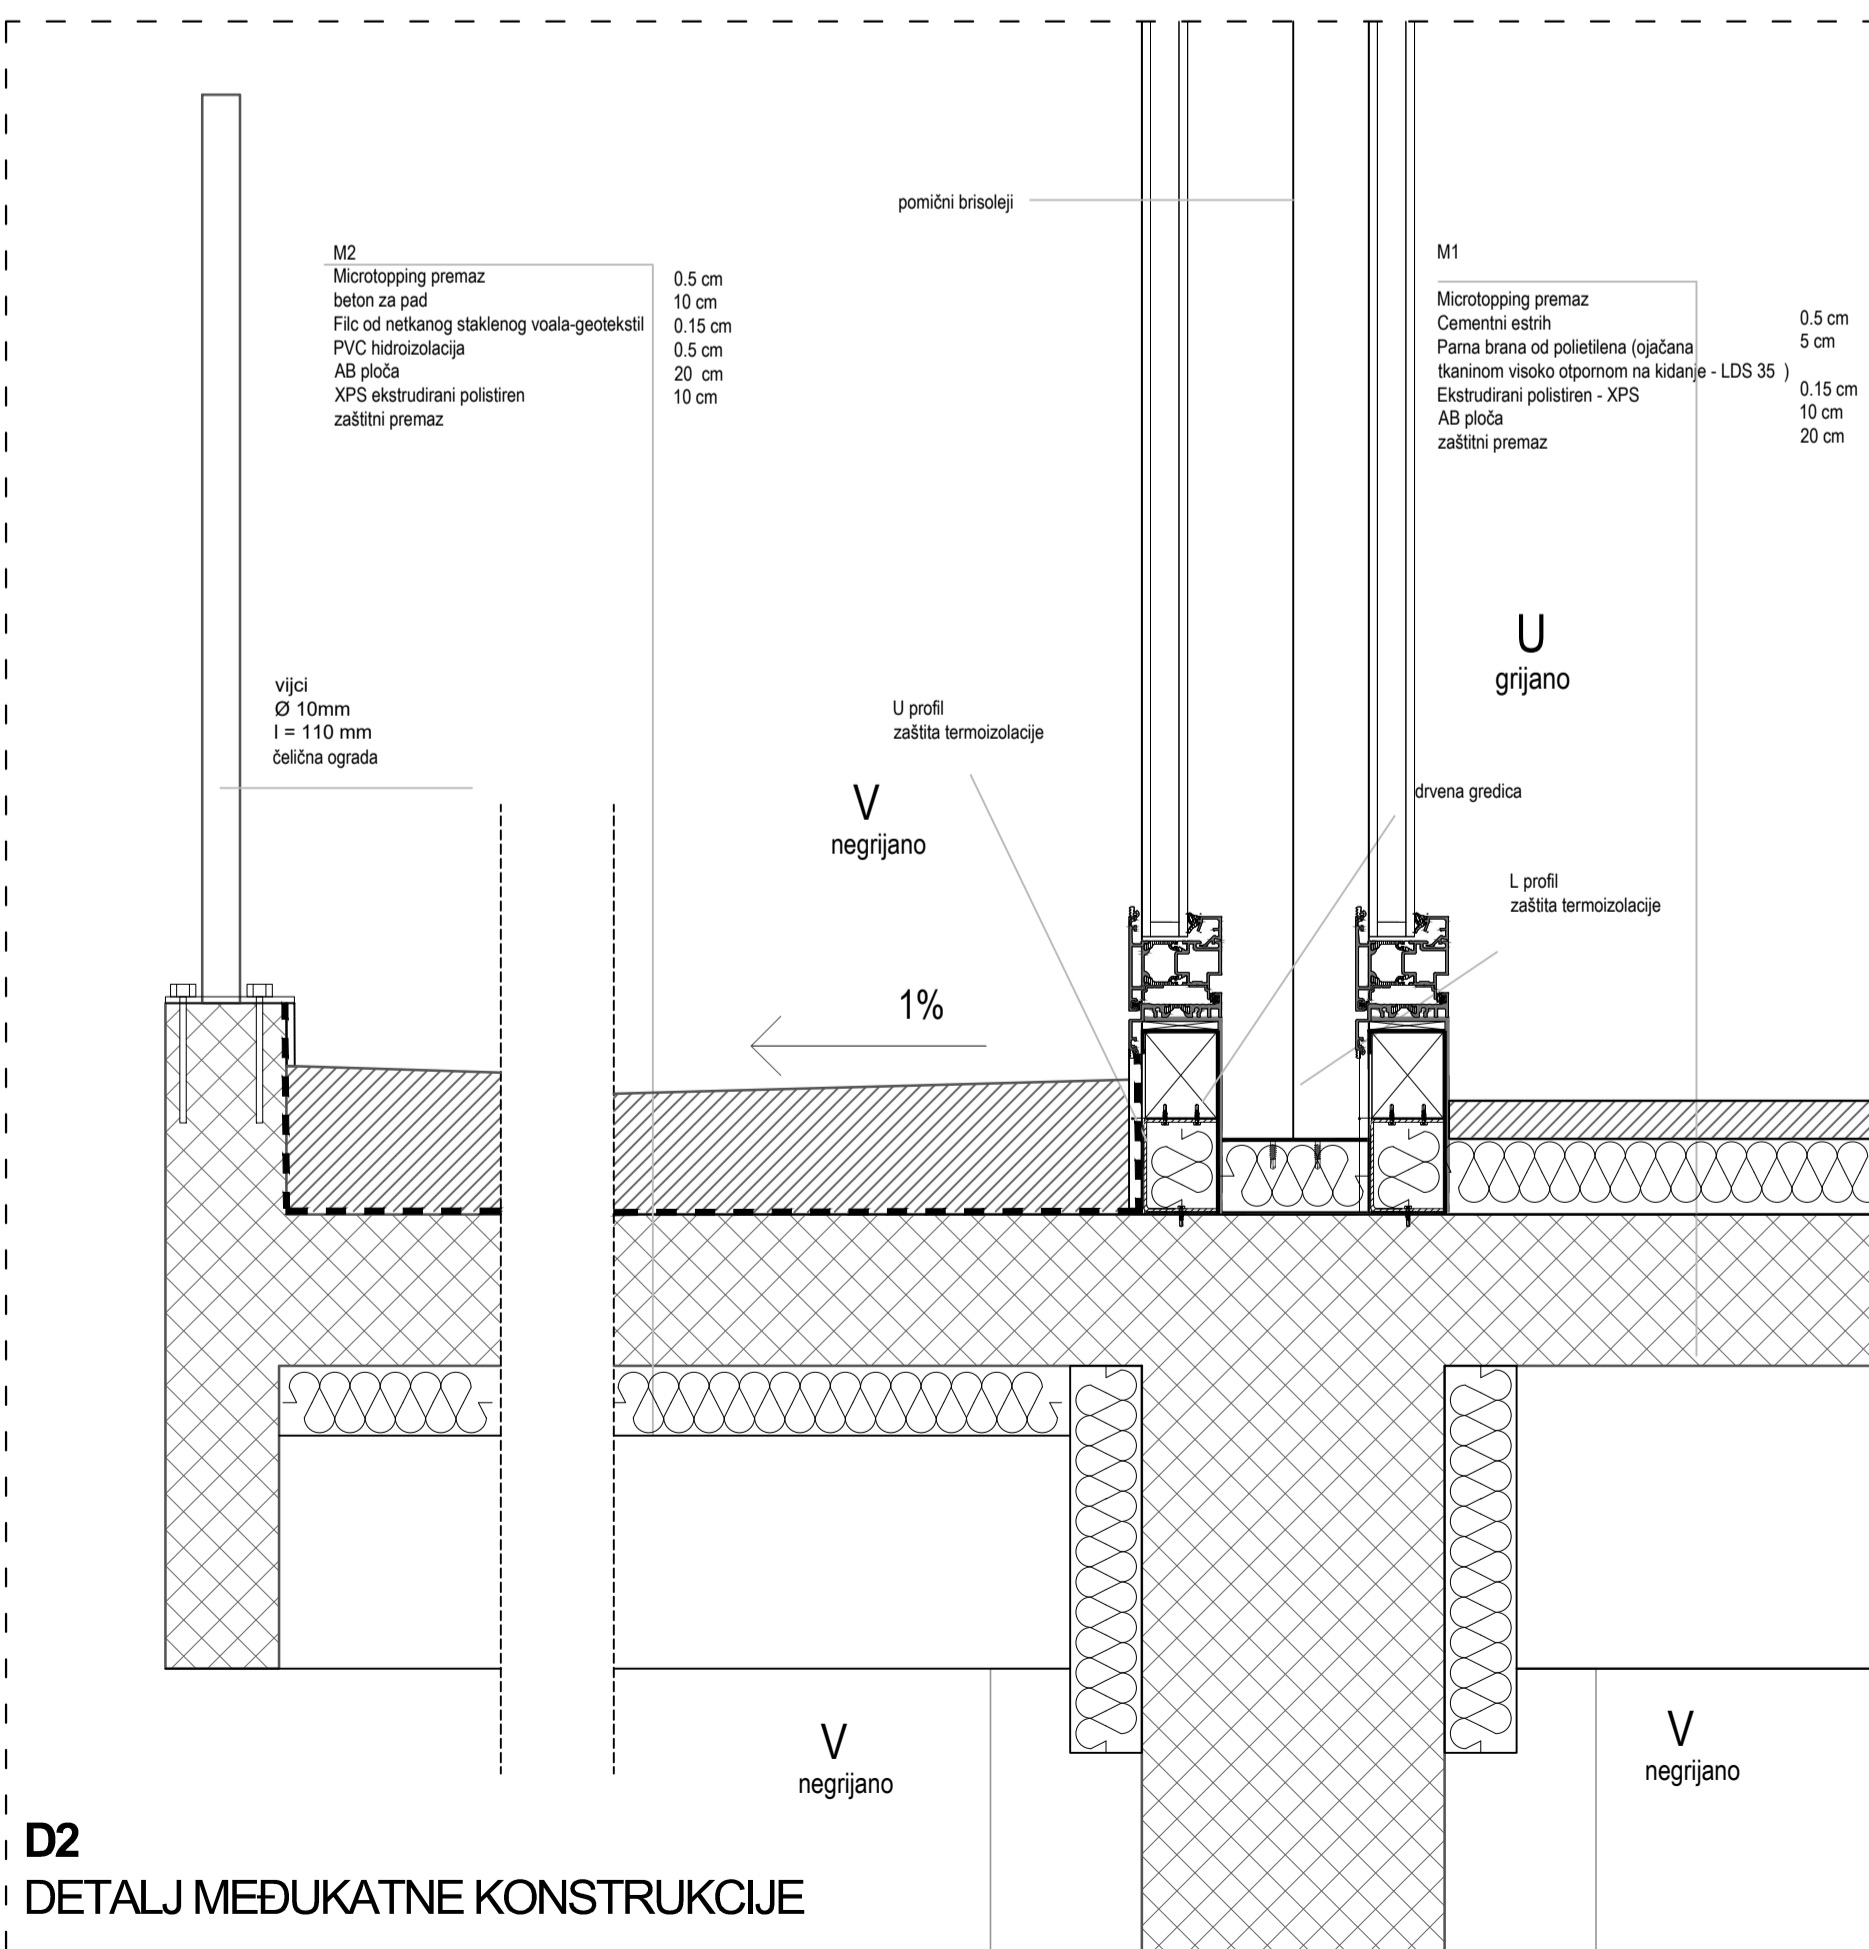 pomični brisoleji
M2
Microtopping premaz 0.5 cm
beton za pad 10 cm
Filc od netkanog staklenog voala-geotekstil 0.15 cm
PVC hidroizolacija 0.5 cm
AB ploča 20 cm
XPS ekstrudirani polistiren 10 cm
zaštitni premaz
M1
Microtopping premaz 0.5 cm
Cementni estrih 5 cm
Parna brana od polietilena (ojačana
tkaninom visoko otpornom na kidanje - LDS 35 )
0.15 cm
Ekstrudirani polistiren - XPS
10 cm
AB ploča
20 cm
zaštitni premaz
U
grijano
vijci
Ø 10mm
l = 110 mm
čelična ograda
U profil
zaštita termoizolacije
V
negrijano
drvena gredica
L profil
zaštita termoizolacije
1%
V
negrijano
V
negrijano
D2
DETALJ MEĐUKATNE KONSTRUKCIJE